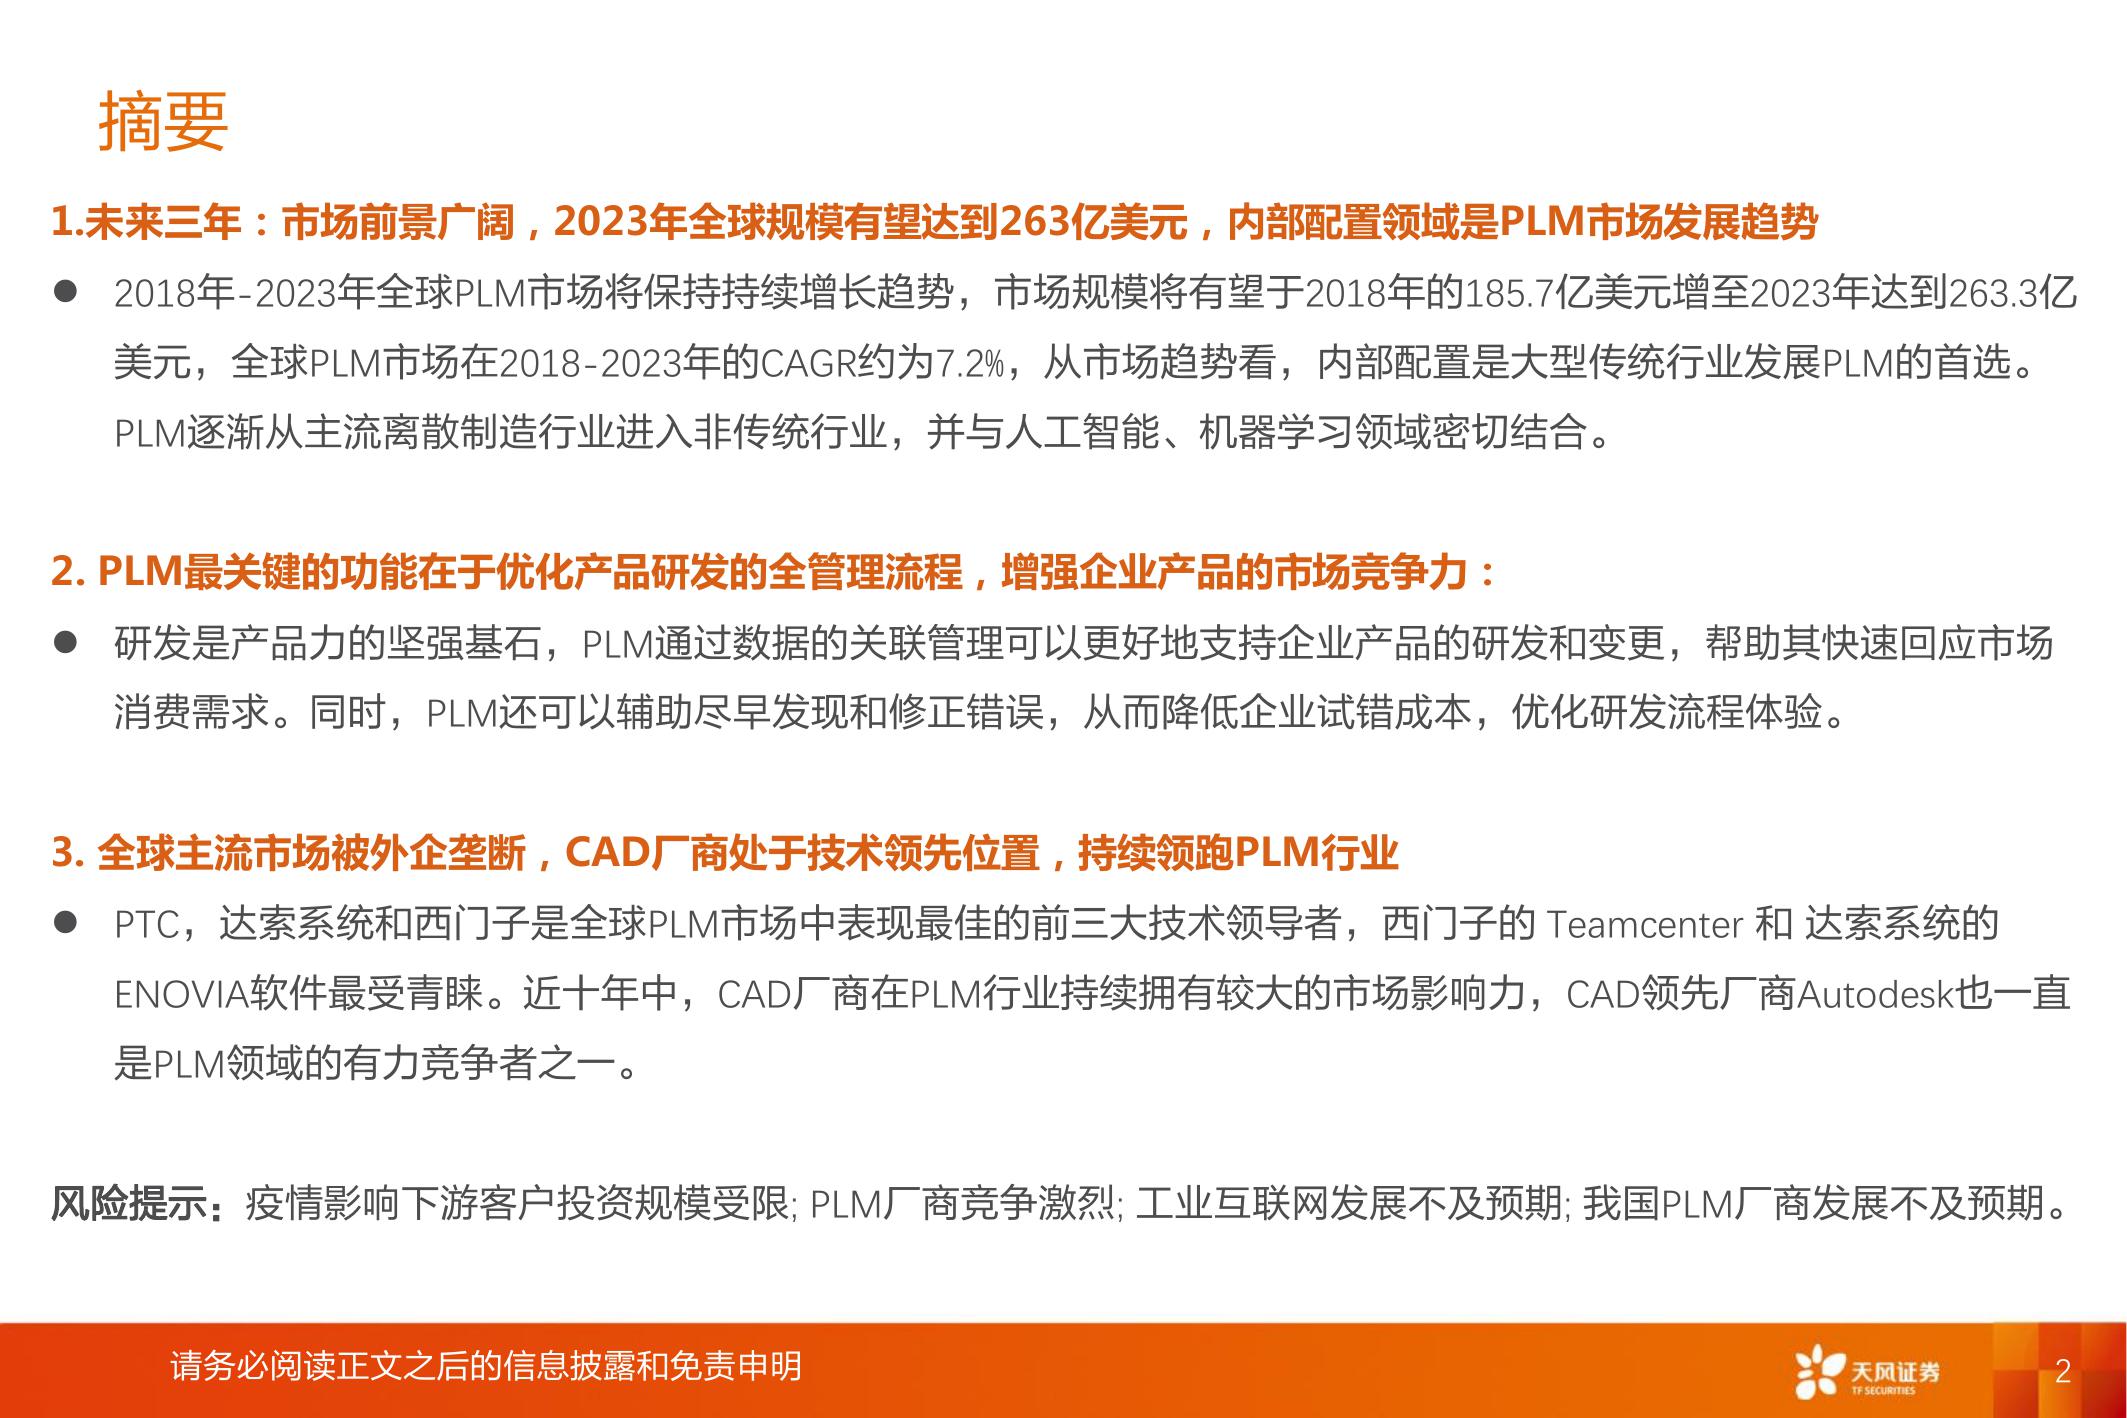 摘要
1.未来三年：市场前景广阔，2023年全球规模有望达到263亿美元，内部配置领域是PLM市场发展趋势
● 2018年-2023年全球PLM市场将保持持续增长趋势，市场规模将有望于2018年的185.7亿美元增至2023年达到263.3亿
美元，全球PLM市场在2018-2023年的CAGR约为7.2%，从市场趋势看，内部配置是大型传统行业发展PLM的首选。
PLM逐渐从主流离散制造行业进入非传统行业，并与人工智能、机器学习领域密切结合。
2. PLM最关键的功能在于优化产品研发的全管理流程，增强企业产品的市场竞争力：
● 研发是产品力的坚强基石，PLM通过数据的关联管理可以更好地支持企业产品的研发和变更，帮助其快速回应市场
消费需求。同时，PLM还可以辅助尽早发现和修正错误，从而降低企业试错成本，优化研发流程体验。
3. 全球主流市场被外企垄断，CAD厂商处于技术领先位置，持续领跑PLM行业
● PTC，达索系统和西门子是全球PLM市场中表现最佳的前三大技术领导者，西门子的 Teamcenter 和 达索系统的
ENOVIA软件最受青睐。近十年中，CAD厂商在PLM行业持续拥有较大的市场影响力，CAD领先厂商Autodesk也一直
是PLM领域的有力竞争者之一。
风险提示：疫情影响下游客户投资规模受限; PLM厂商竞争激烈; 工业互联网发展不及预期; 我国PLM厂商发展不及预期。
请务必阅读正文之后的信息披露和免责申明
天风证券
TF SECURITIES
2